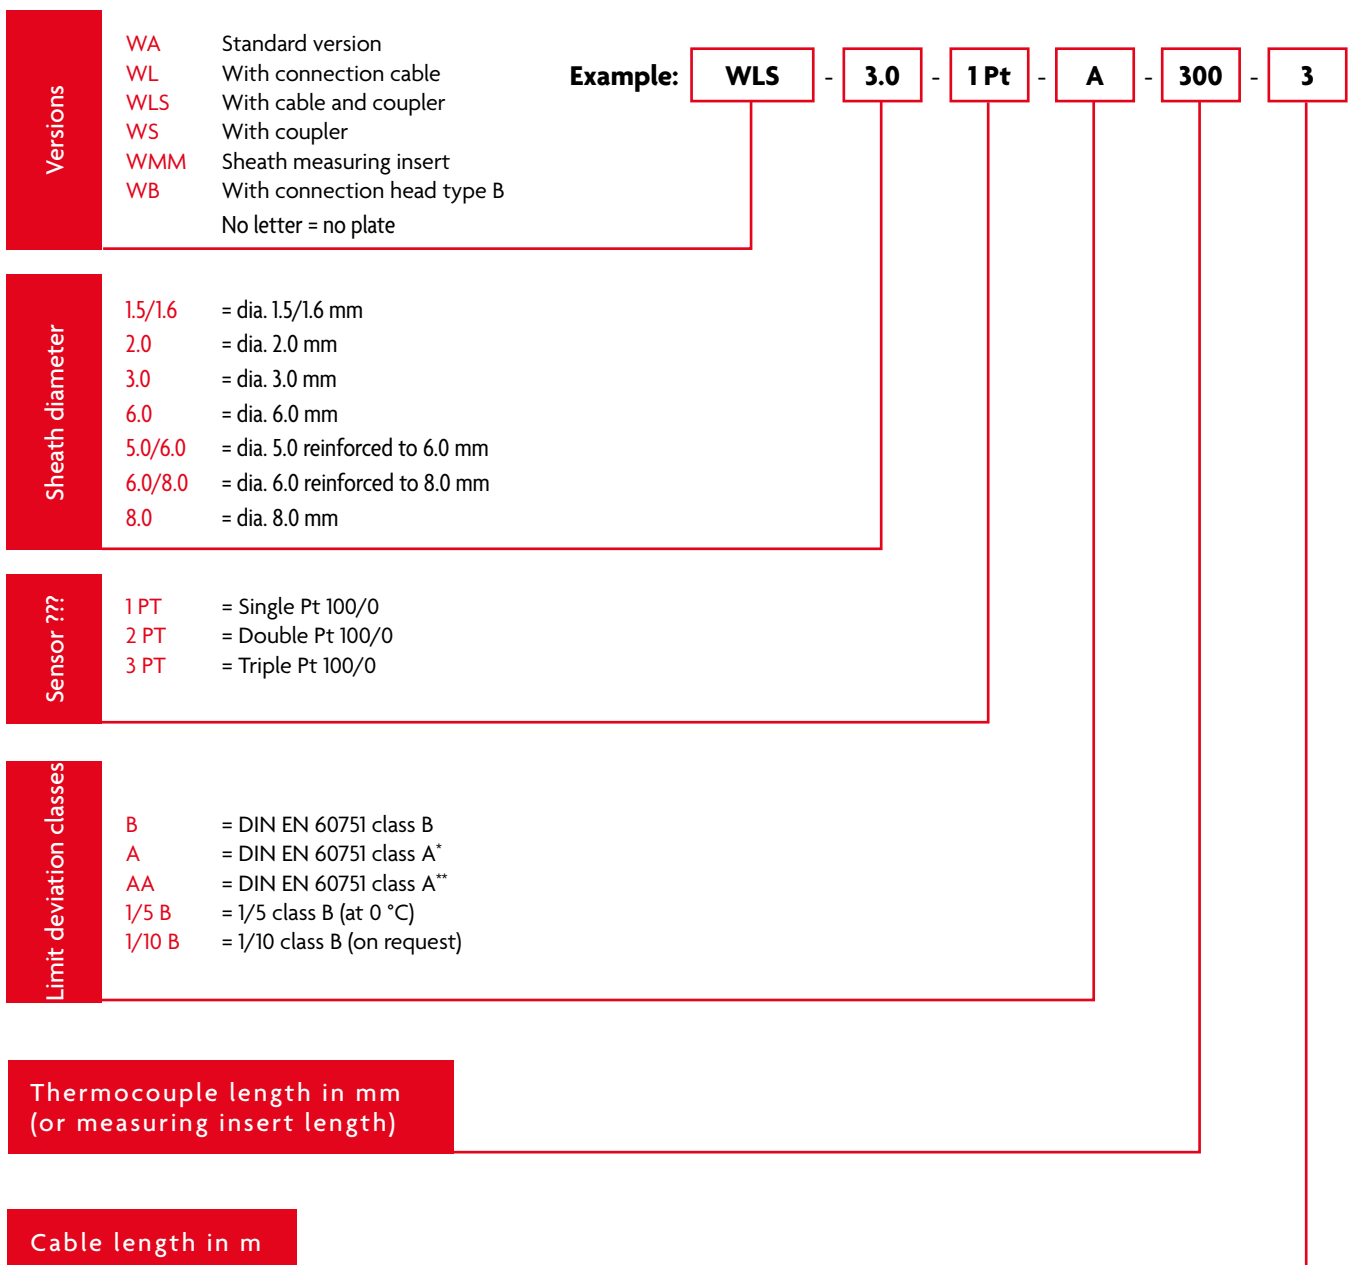 Versions
WA Standard version
WL With connection cable
WLS With cable and coupler
WS With coupler
WMM Sheath measuring insert
WB With connection head type B
No letter = no plate
Example: WLS - 3.0 - 1 Pt - A - 300 - 3
Sheath diameter
1.5/1.6 = dia. 1.5/1.6 mm
2.0 = dia. 2.0 mm
3.0 = dia. 3.0 mm
6.0 = dia. 6.0 mm
5.0/6.0 = dia. 5.0 reinforced to 6.0 mm
6.0/8.0 = dia. 6.0 reinforced to 8.0 mm
8.0 = dia. 8.0 mm
Sensor ???
1 PT = Single Pt 100/0
2 PT = Double Pt 100/0
3 PT = Triple Pt 100/0
Limit deviation classes
B = DIN EN 60751 class B
A = DIN EN 60751 class A*
AA = DIN EN 60751 class A**
1/5 B = 1/5 class B (at 0 °C)
1/10 B = 1/10 class B (on request)
Thermocouple length in mm
(or measuring insert length)
Cable length in m